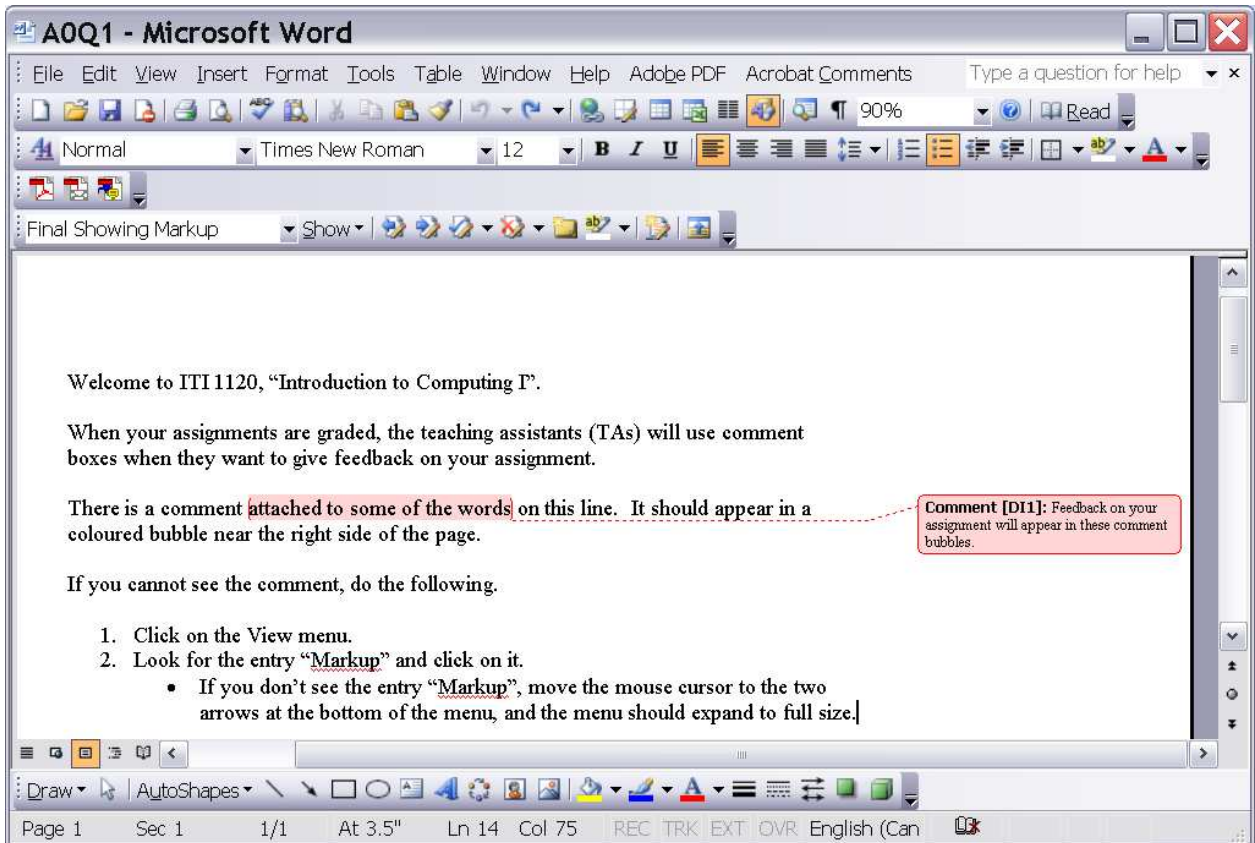 A0Q1 - Microsoft Word
File Edit View Insert Format Tools Table Window Help Adobe PDF Acrobat Comments Type a question for help
90% Read
Normal Times New Roman 12 B I U
Final Showing Markup Show
Welcome to ITI 1120, “Introduction to Computing I”.
When your assignments are graded, the teaching assistants (TAs) will use comment
boxes when they want to give feedback on your assignment.
There is a comment attached to some of the words on this line. It should appear in a
coloured bubble near the right side of the page.
Comment [DI1]: Feedback on your
assignment will appear in these comment
bubbles.
If you cannot see the comment, do the following.
1. Click on the View menu.
2. Look for the entry “Markup” and click on it.
• If you don’t see the entry “Markup”, move the mouse cursor to the two
arrows at the bottom of the menu, and the menu should expand to full size.
Draw AutoShapes
Page 1 Sec 1 1/1 At 3.5" Ln 14 Col 75 REC TRK EXT OVR English (Can